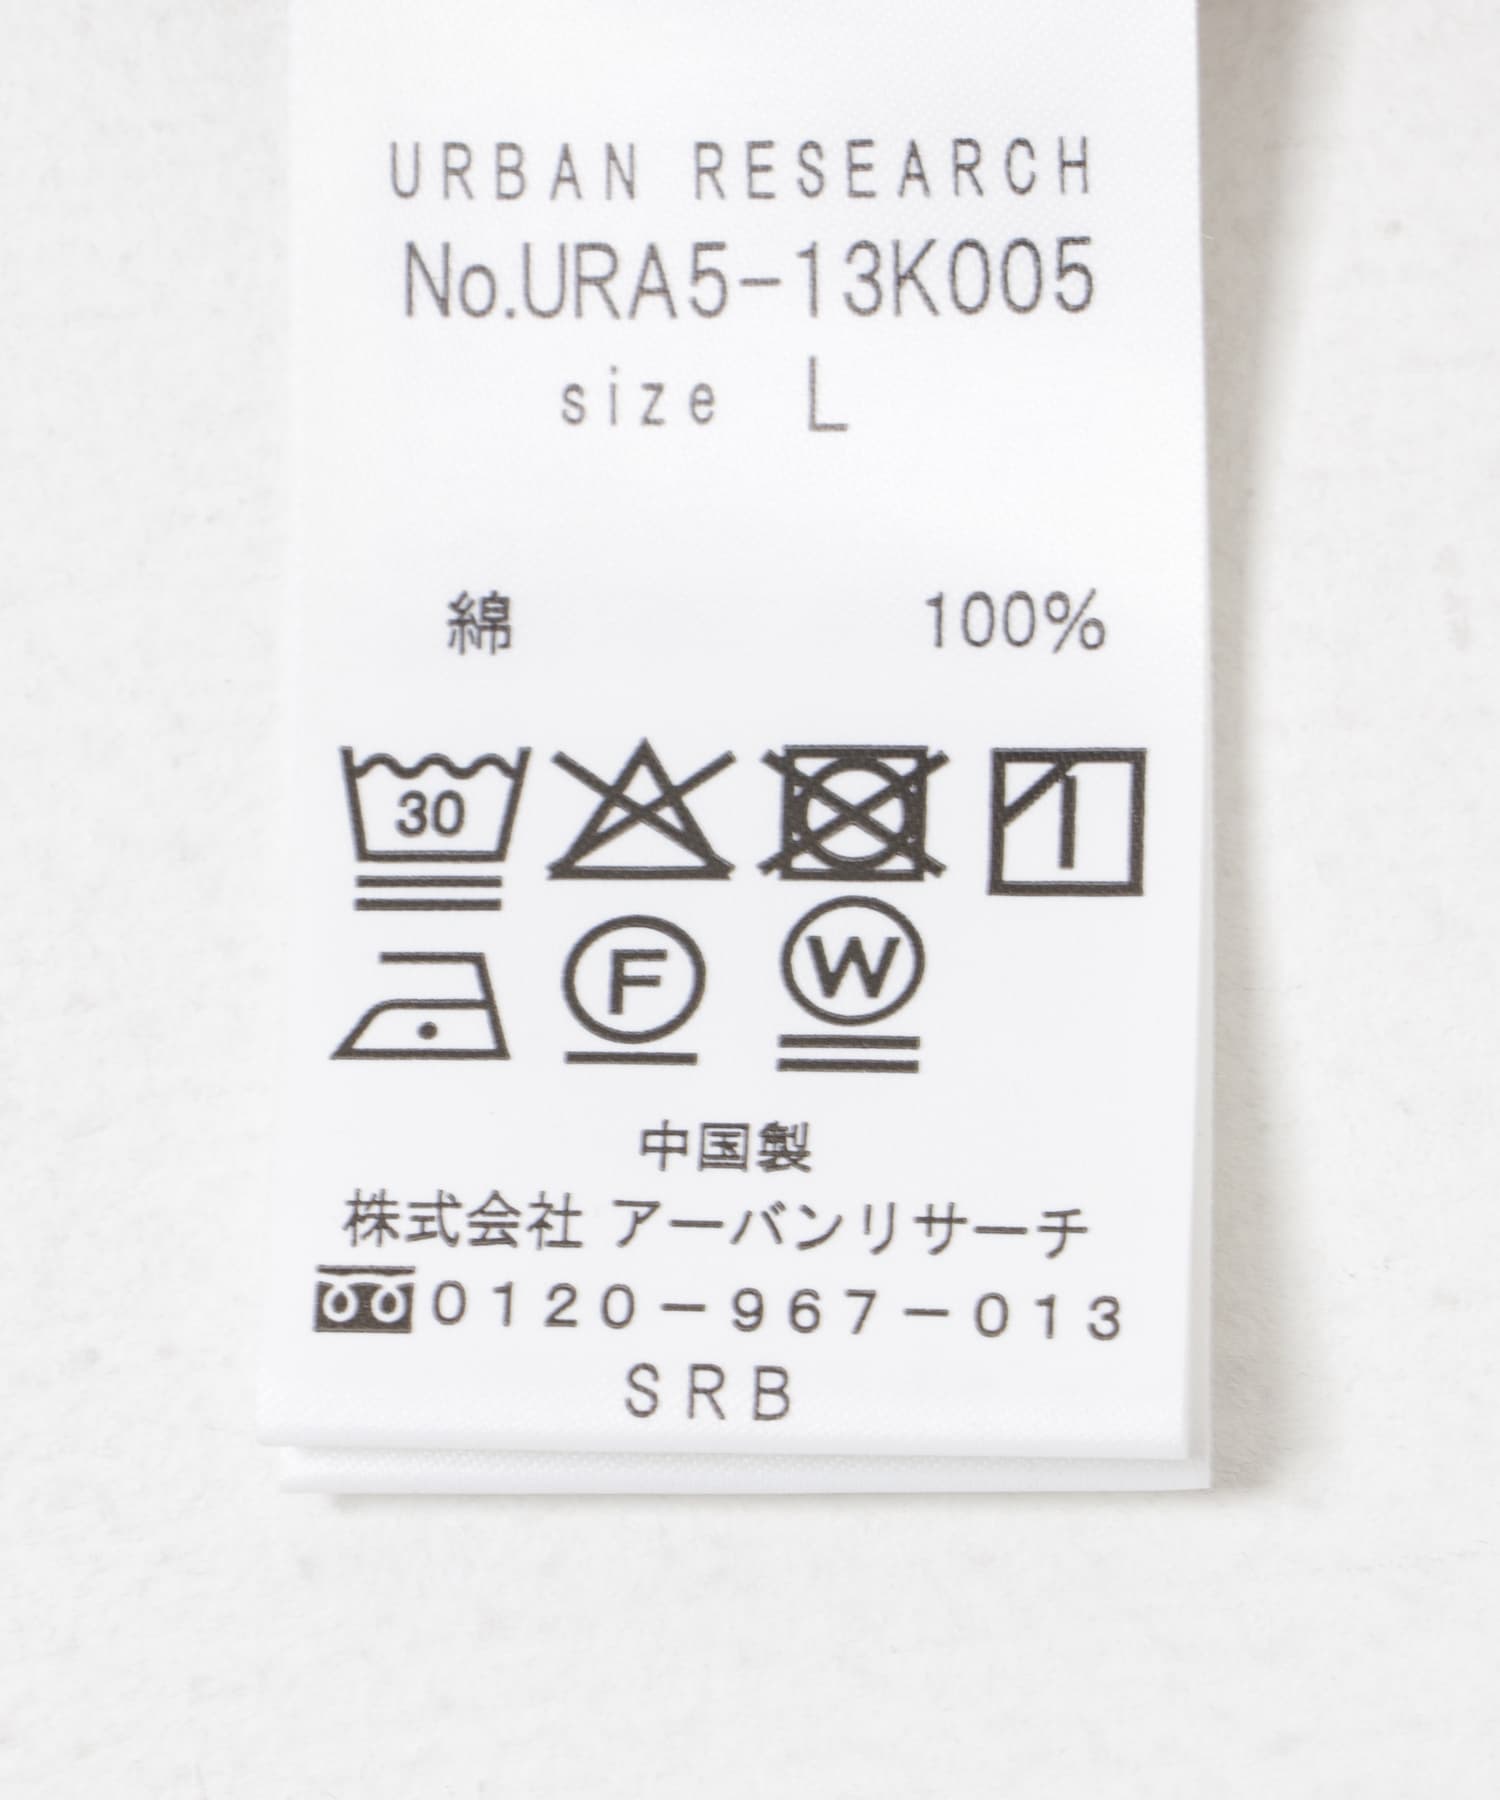 URBAN RESEARCH
No.URA5-13K005
size L
綿 100%
30
F W
中国製
株式会社 アーバンリサーチ
0120-967-013
SRB